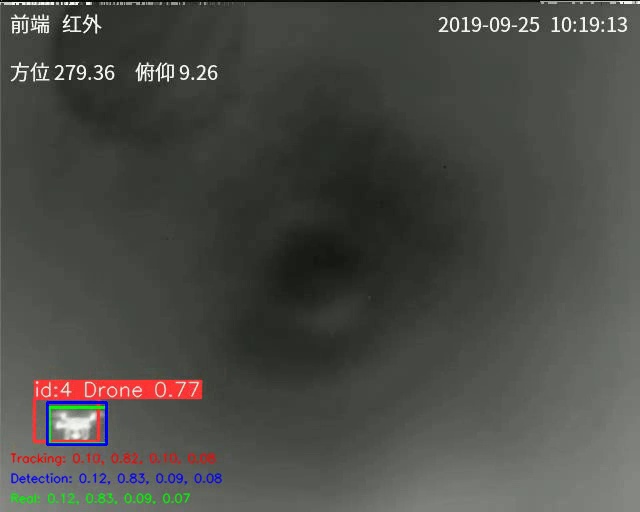 前端 红外 2019-09-25 10:19:13
方位 279.36 俯仰 9.26
id:4 Drone 0.77
Tracking: 0.10, 0.82, 0.10, 0.08
Detection: 0.12, 0.83, 0.09, 0.08
Real: 0.12, 0.83, 0.09, 0.07